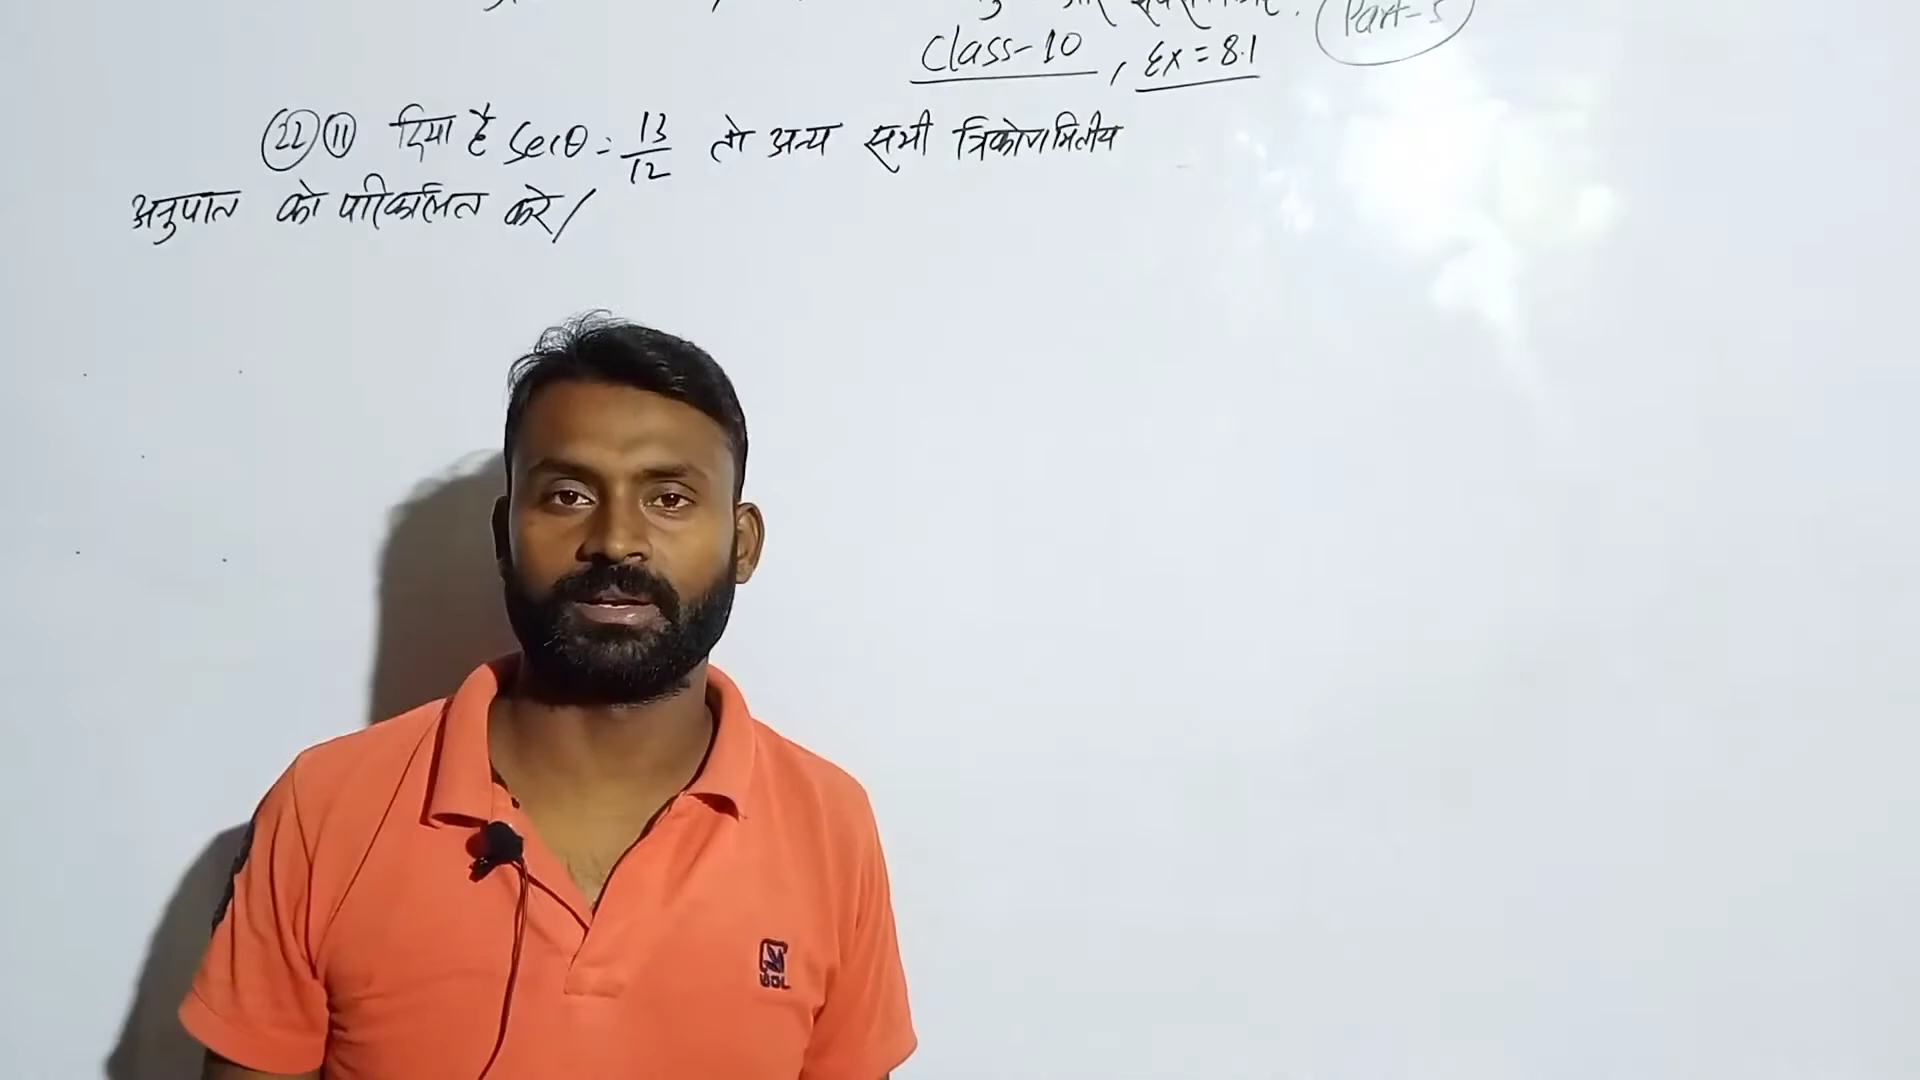 Part-5
Class-10, Ex = 8.1
22 11 दिया है Secθ = 13/12 तो अन्य सभी त्रिकोणमितीय
अनुपात को परिकलित करे/